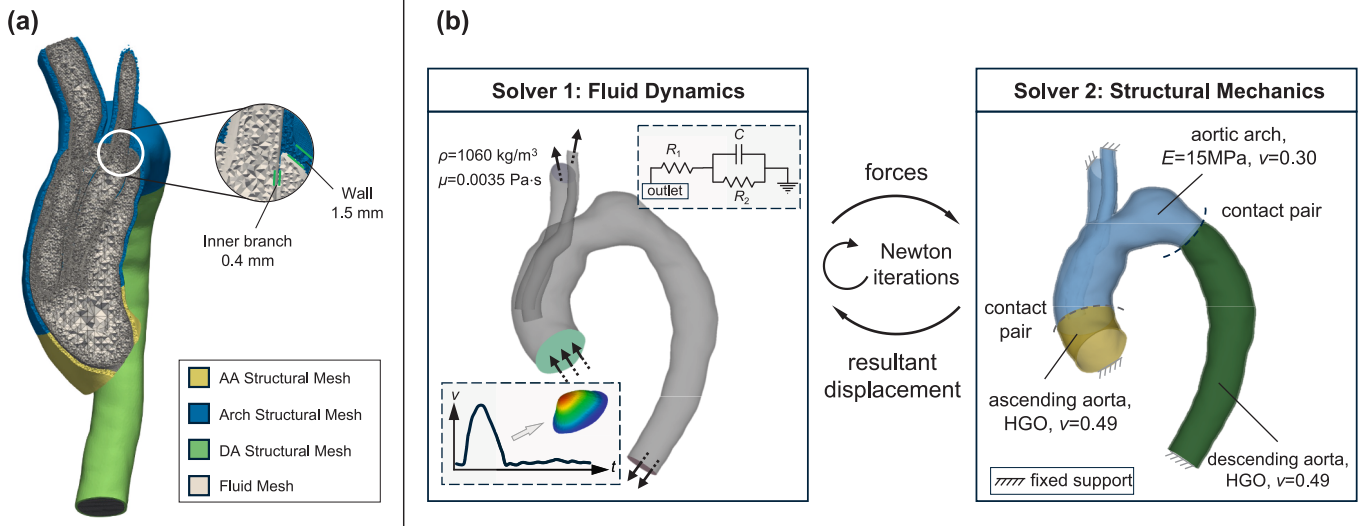 (a)
Wall
1.5 mm
Inner branch
0.4 mm
AA Structural Mesh
Arch Structural Mesh
DA Structural Mesh
Fluid Mesh
(b)
Solver 1: Fluid Dynamics
ρ=1060 kg/m³
μ=0.0035 Pa·s
C
R₁
outlet
R₂
v
t
forces
Newton
iterations
resultant
displacement
Solver 2: Structural Mechanics
aortic arch,
E=15MPa, ν=0.30
contact pair
contact
pair
ascending aorta,
HGO, ν=0.49
descending aorta,
HGO, ν=0.49
fixed support